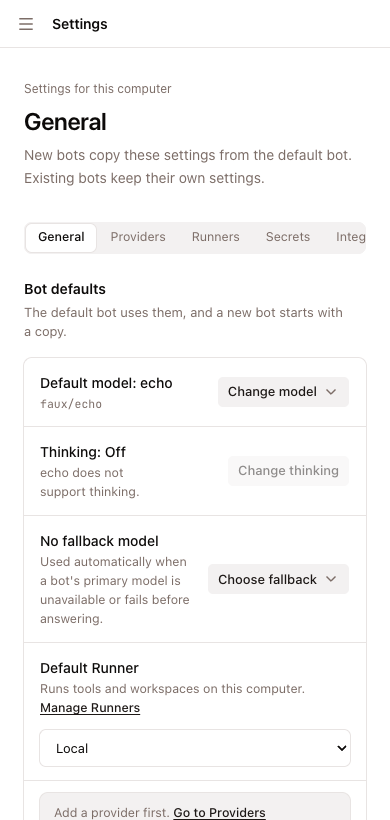 Settings
Settings for this computer
General
New bots copy these settings from the default bot.
Existing bots keep their own settings.
General Providers Runners Secrets Integ
Bot defaults
The default bot uses them, and a new bot starts with
a copy.
Default model: echo
faux/echo
Change model
Thinking: Off
echo does not
support thinking.
Change thinking
No fallback model
Used automatically when
a bot's primary model is
unavailable or fails before
answering.
Choose fallback
Default Runner
Runs tools and workspaces on this computer.
Manage Runners
Local
Add a provider first. Go to Providers